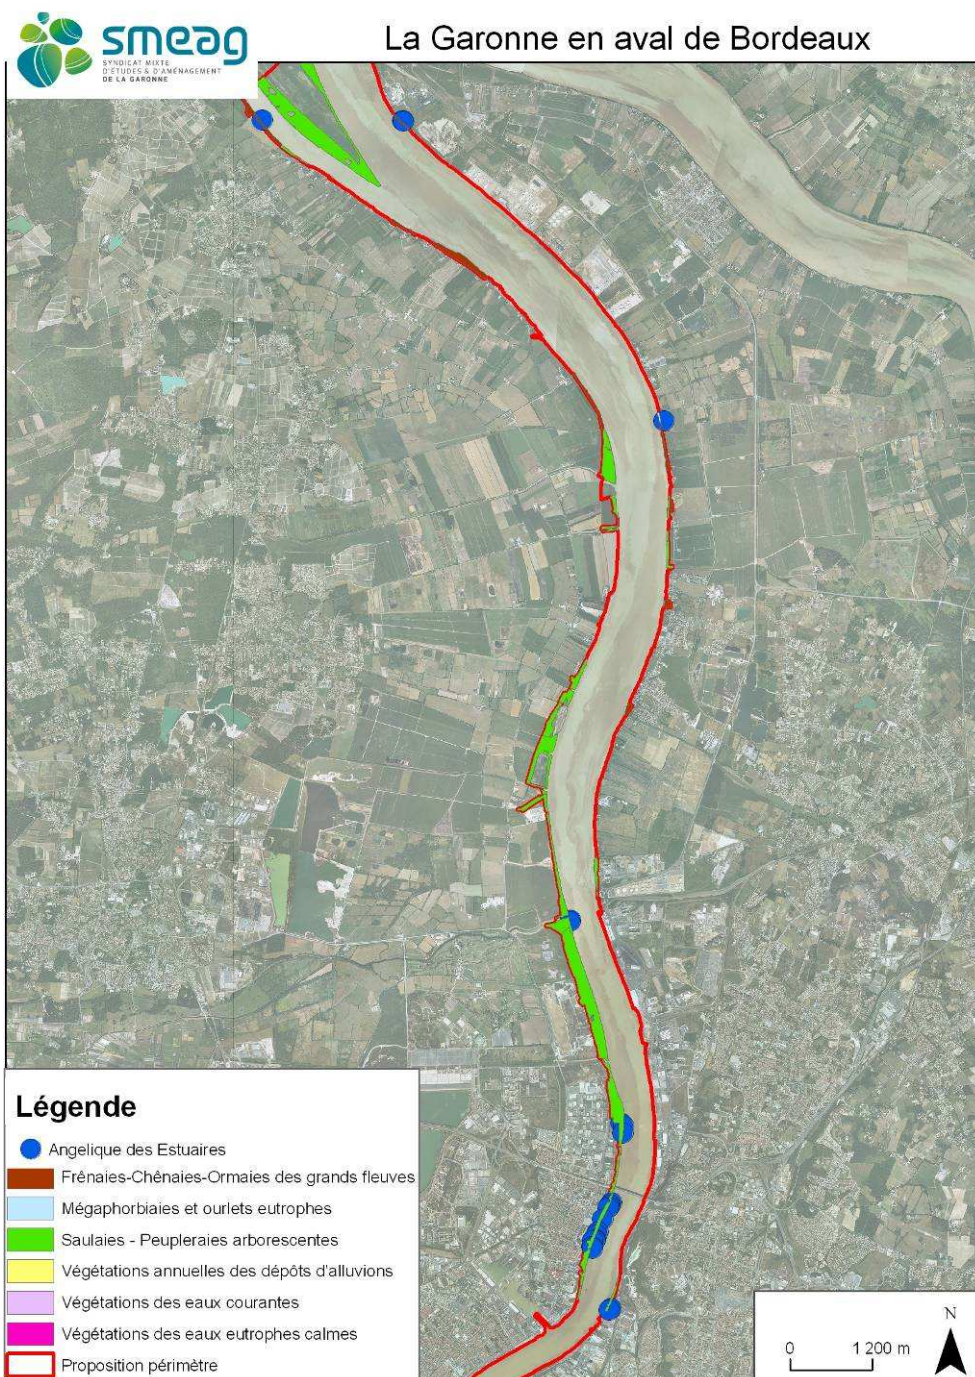 smeag
SYNDICAT MIXTE
D'ÉTUDES & D'AMÉNAGEMENT
DE LA GARONNE
La Garonne en aval de Bordeaux
Légende
Angelique des Estuaires
Frênaies-Chênaies-Ormaies des grands fleuves
Mégaphorbiaies et ourlets eutrophes
Saulaies - Peupleraies arborescentes
Végétations annuelles des dépôts d'alluvions
Végétations des eaux courantes
Végétations des eaux eutrophes calmes
Proposition périmètre
N
0 1 200 m